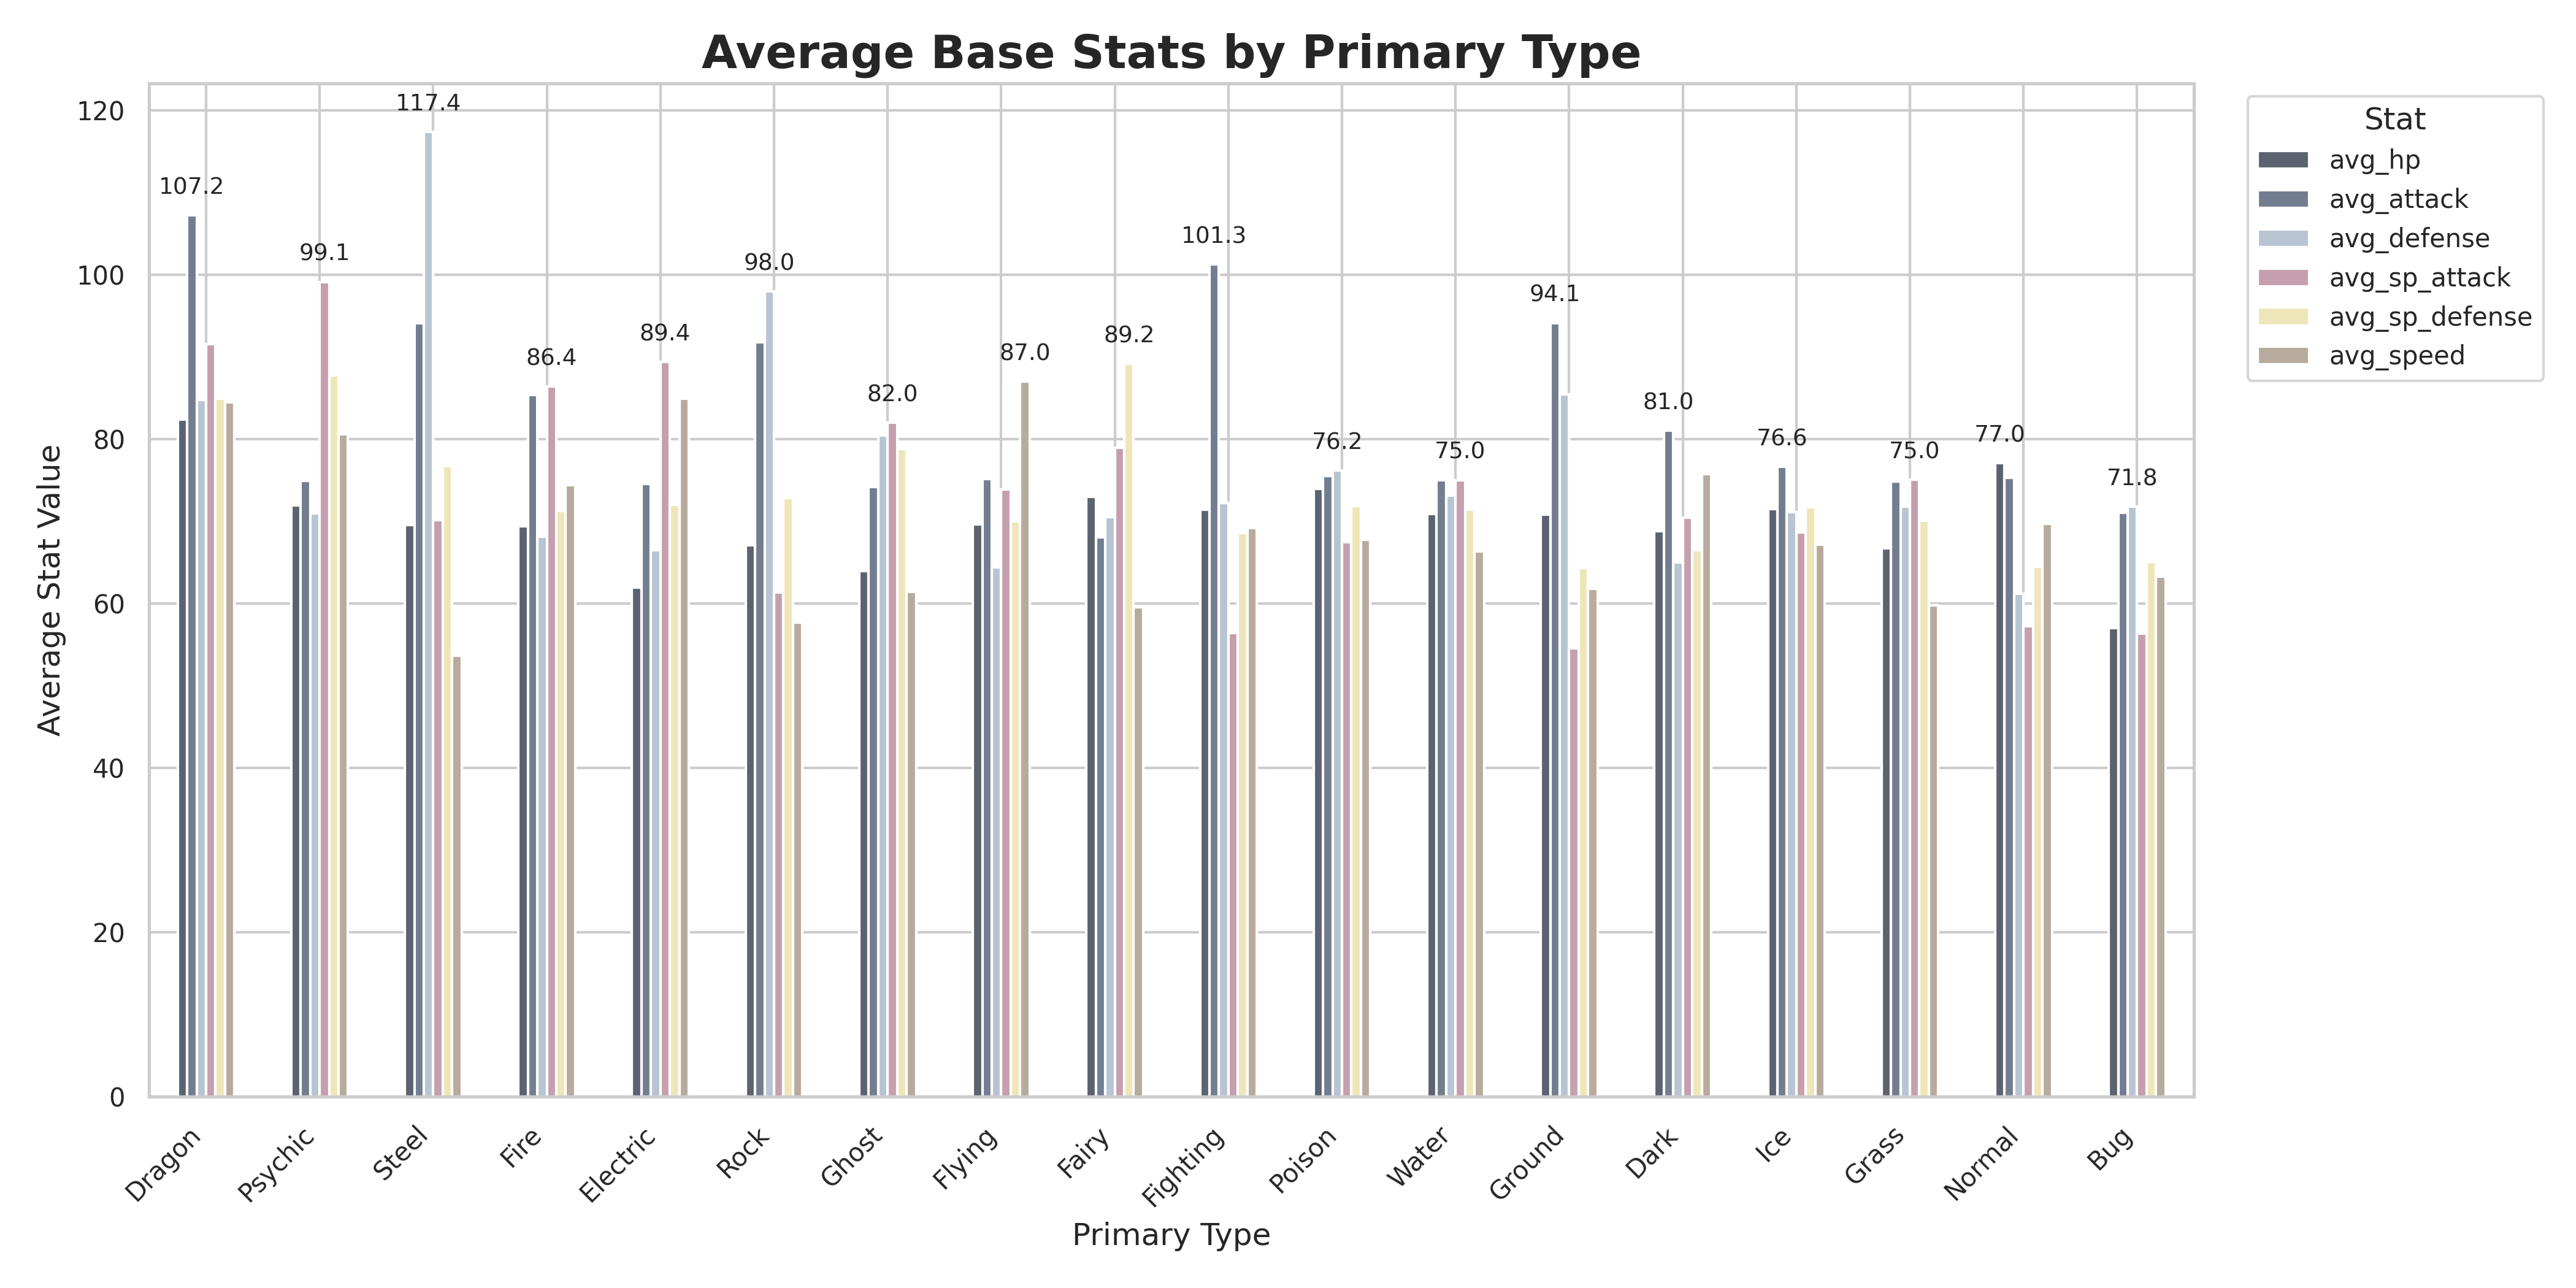 Average Base Stats by Primary Type
Average Stat Value
120
100
80
60
40
20
0
107.2
99.1
117.4
86.4
89.4
98.0
82.0
87.0
89.2
101.3
76.2
75.0
94.1
81.0
76.6
75.0
77.0
71.8
Dragon
Psychic
Steel
Fire
Electric
Rock
Ghost
Flying
Fairy
Fighting
Poison
Water
Ground
Dark
Ice
Grass
Normal
Bug
Primary Type
Stat
avg_hp
avg_attack
avg_defense
avg_sp_attack
avg_sp_defense
avg_speed